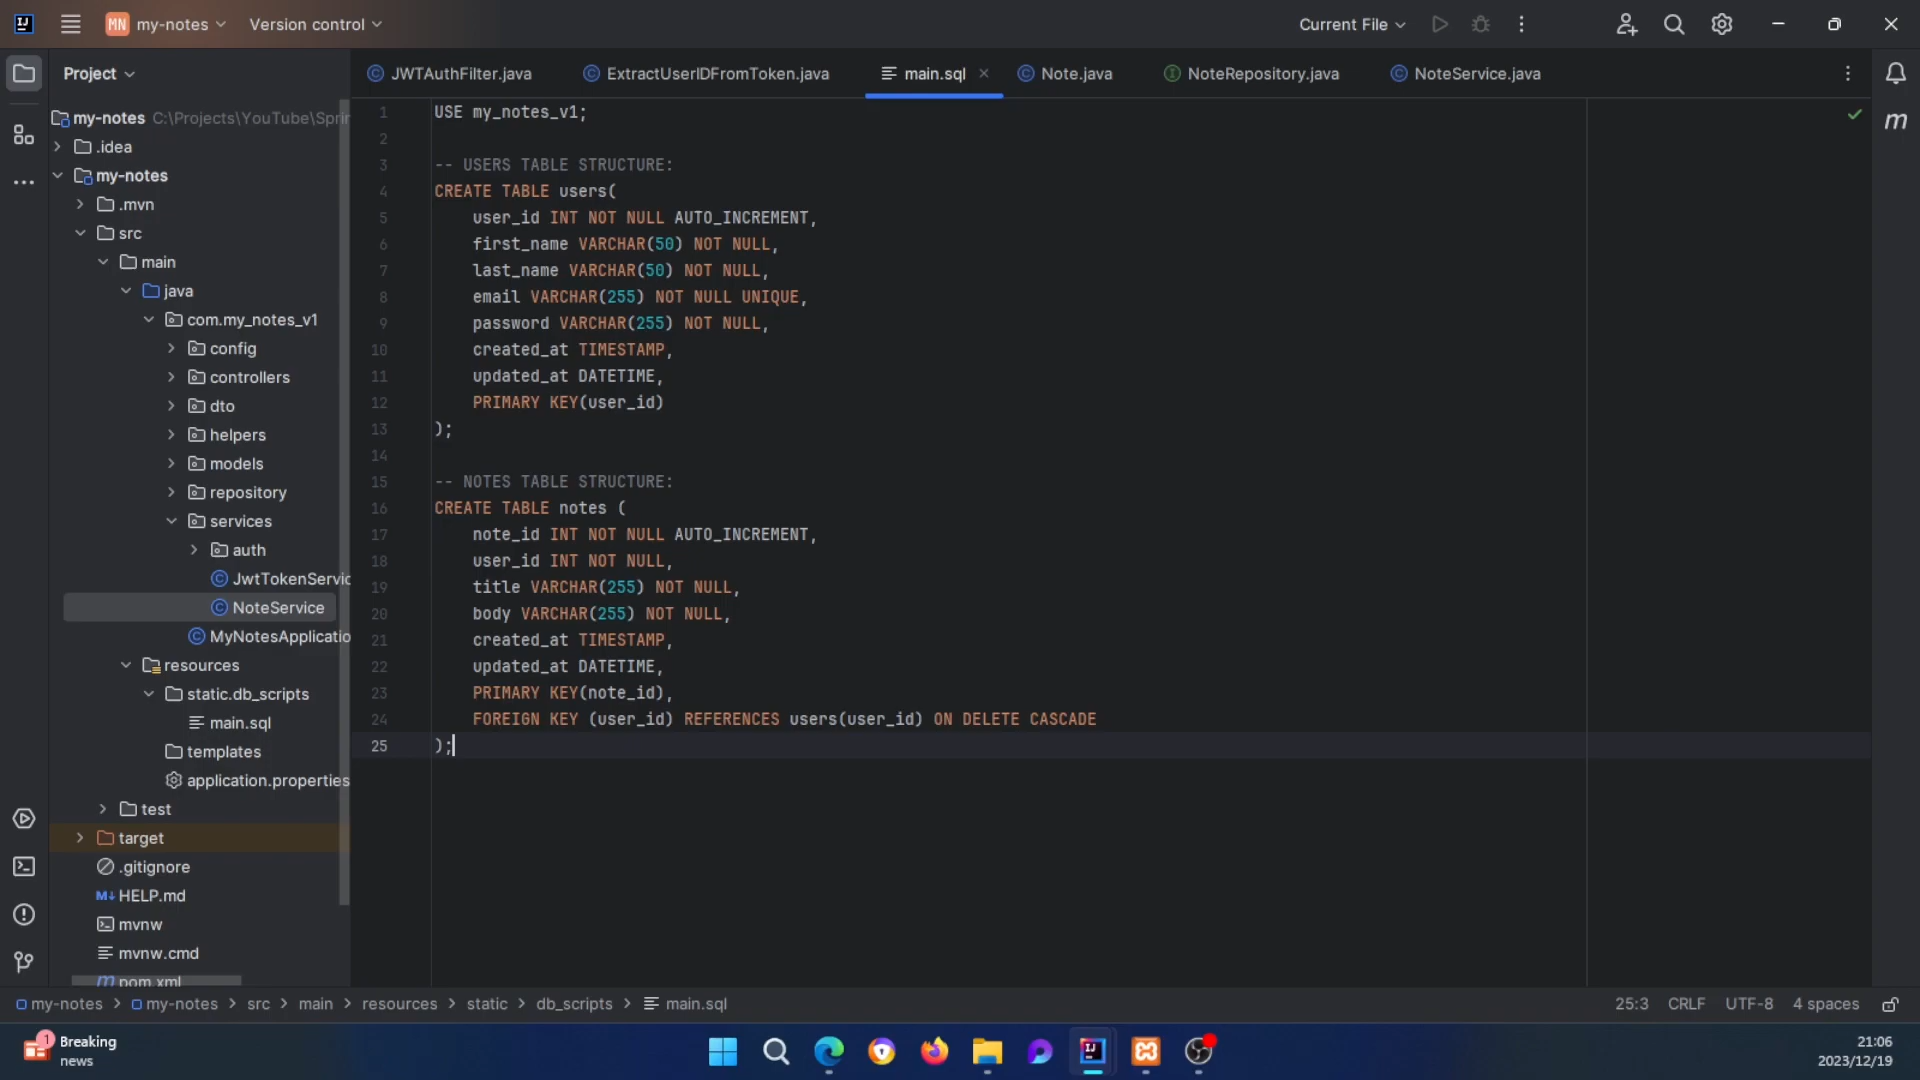 MN my-notes Version control Current File
Project JWTAuthFilter.java ExtractUserIDFromToken.java main.sql Note.java NoteRepository.java NoteService.java
my-notes C:\Projects\YouTube\Sprin
.idea
my-notes
.mvn
src
main
java
com.my_notes_v1
config
controllers
dto
helpers
models
repository
services
auth
JwtTokenServic
NoteService
MyNotesApplicatio
resources
static.db_scripts
main.sql
templates
application.properties
test
target
.gitignore
M↓ HELP.md
mvnw
mvnw.cmd
m pom.xml
1 USE my_notes_v1;
2
3 -- USERS TABLE STRUCTURE:
4 CREATE TABLE users(
5 user_id INT NOT NULL AUTO_INCREMENT,
6 first_name VARCHAR(50) NOT NULL,
7 last_name VARCHAR(50) NOT NULL,
8 email VARCHAR(255) NOT NULL UNIQUE,
9 password VARCHAR(255) NOT NULL,
10 created_at TIMESTAMP,
11 updated_at DATETIME,
12 PRIMARY KEY(user_id)
13 );
14
15 -- NOTES TABLE STRUCTURE:
16 CREATE TABLE notes (
17 note_id INT NOT NULL AUTO_INCREMENT,
18 user_id INT NOT NULL,
19 title VARCHAR(255) NOT NULL,
20 body VARCHAR(255) NOT NULL,
21 created_at TIMESTAMP,
22 updated_at DATETIME,
23 PRIMARY KEY(note_id),
24 FOREIGN KEY (user_id) REFERENCES users(user_id) ON DELETE CASCADE
25 );
m
my-notes > my-notes > src > main > resources > static > db_scripts > main.sql 25:3 CRLF UTF-8 4 spaces
1 Breaking
news
21:06
2023/12/19